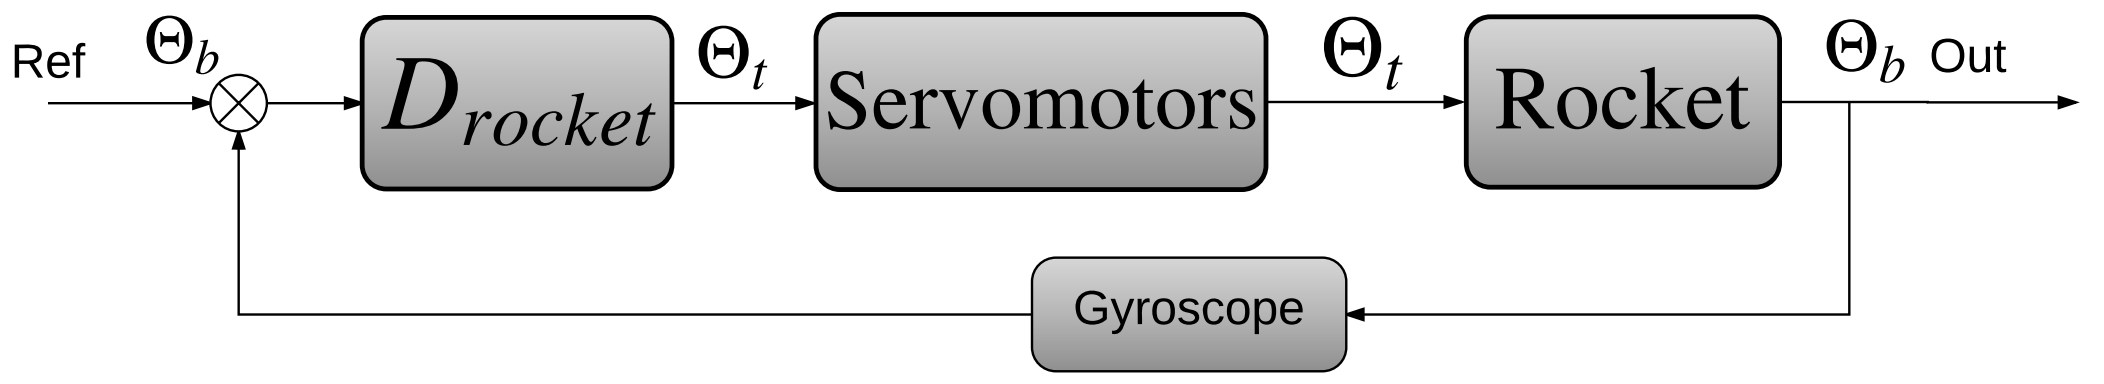 Ref Θb Drocket Θt Servomotors Θt Rocket Θb Out
Gyroscope